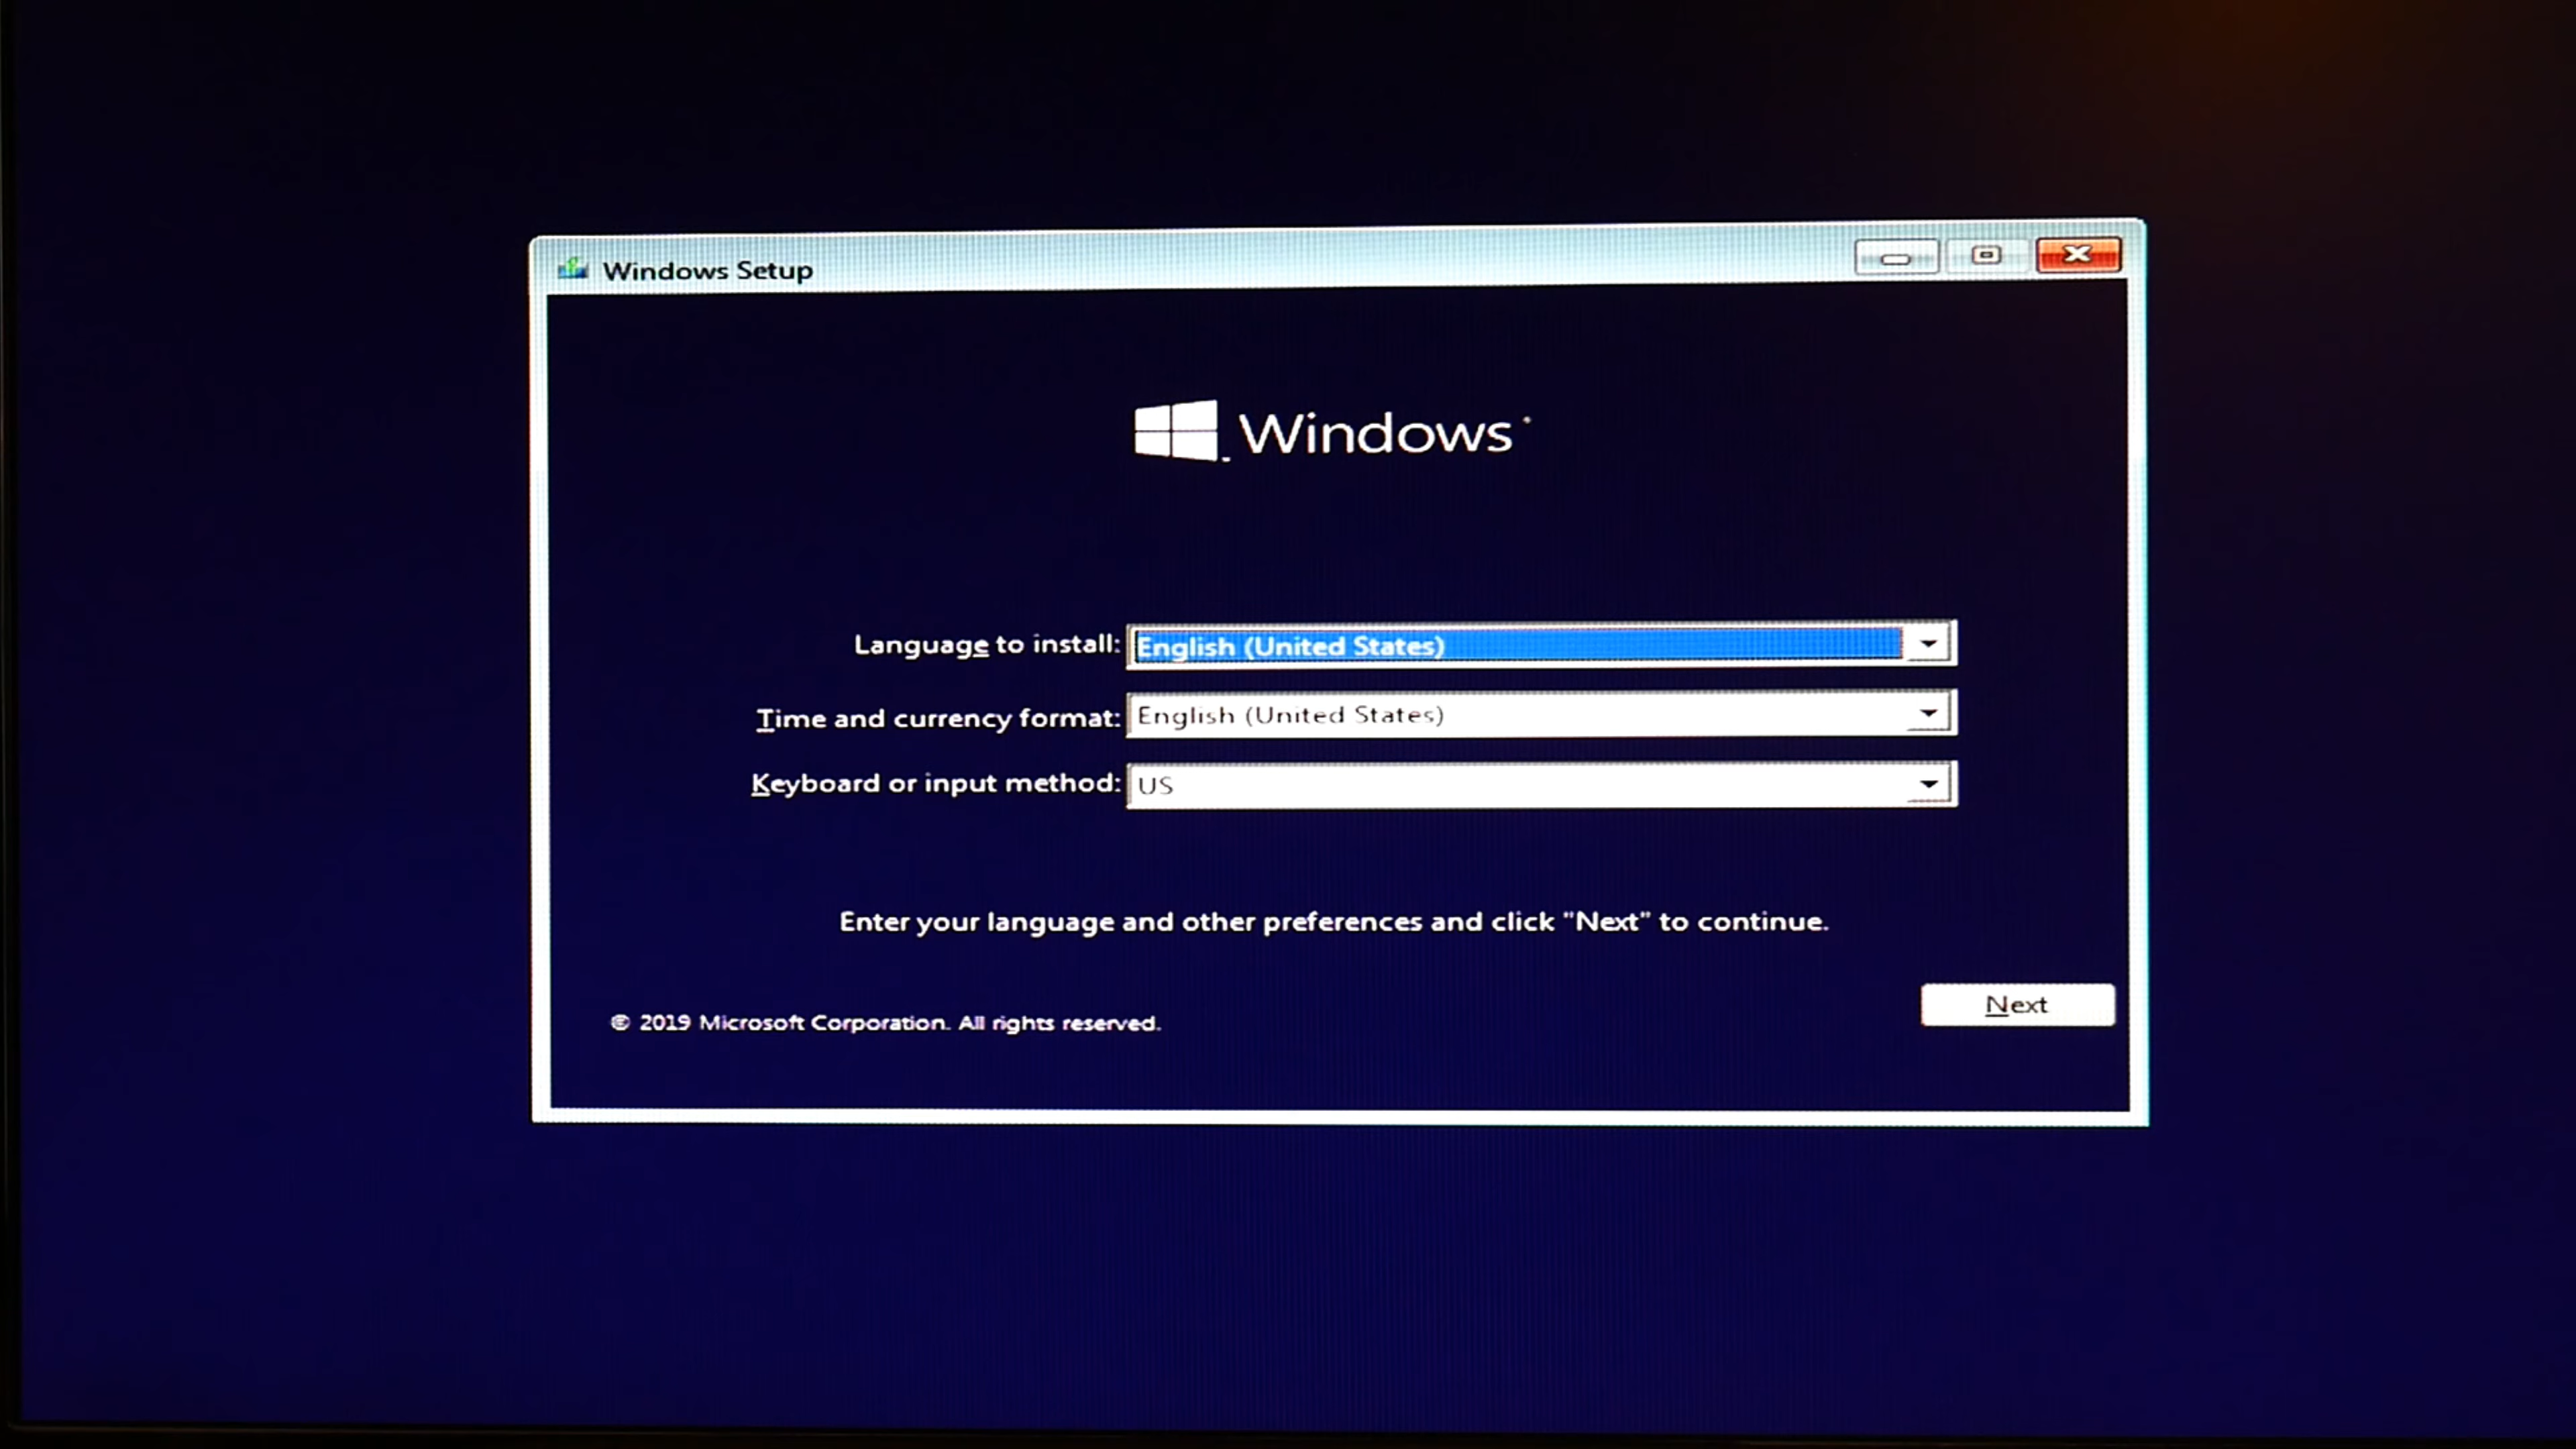 Windows Setup
Windows
Language to install: English (United States)
Time and currency format: English (United States)
Keyboard or input method: US
Enter your language and other preferences and click "Next" to continue.
© 2019 Microsoft Corporation. All rights reserved.
Next